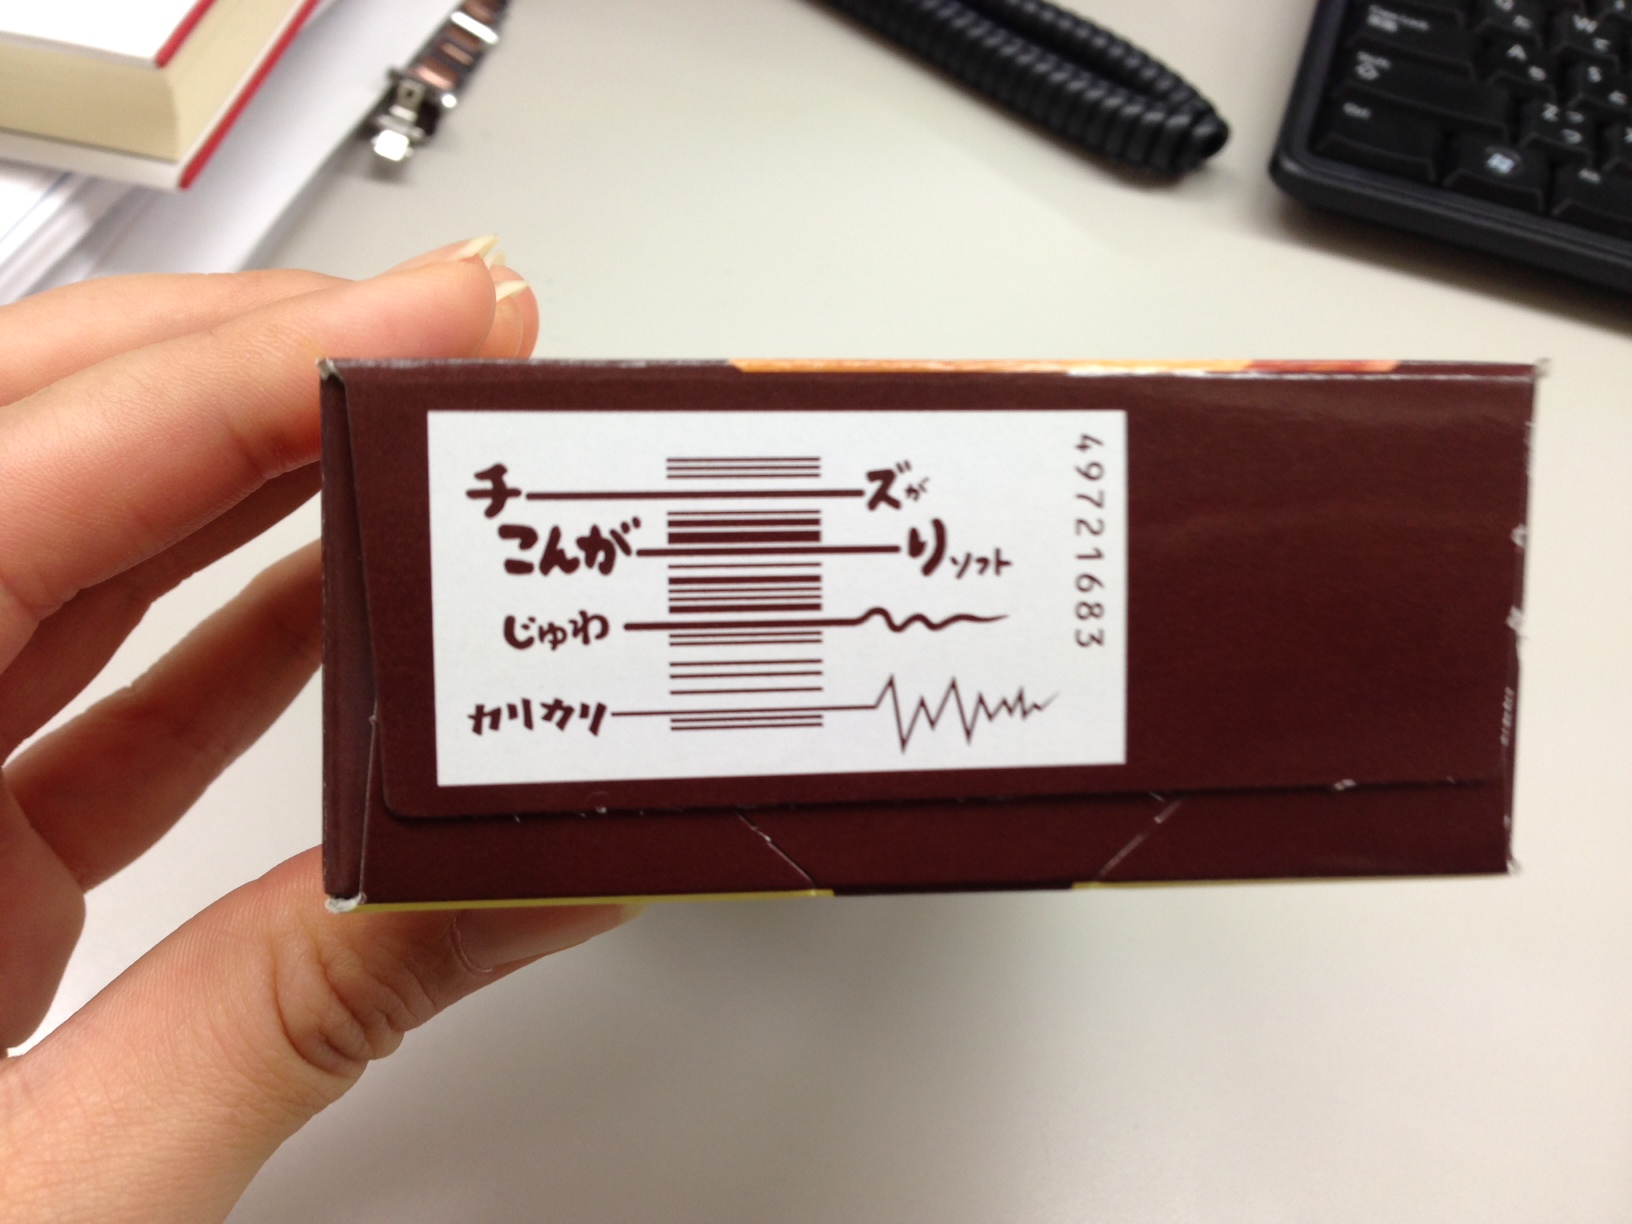 チーズが
こんがーりソフト
じゅわ
カリカリ
49721683